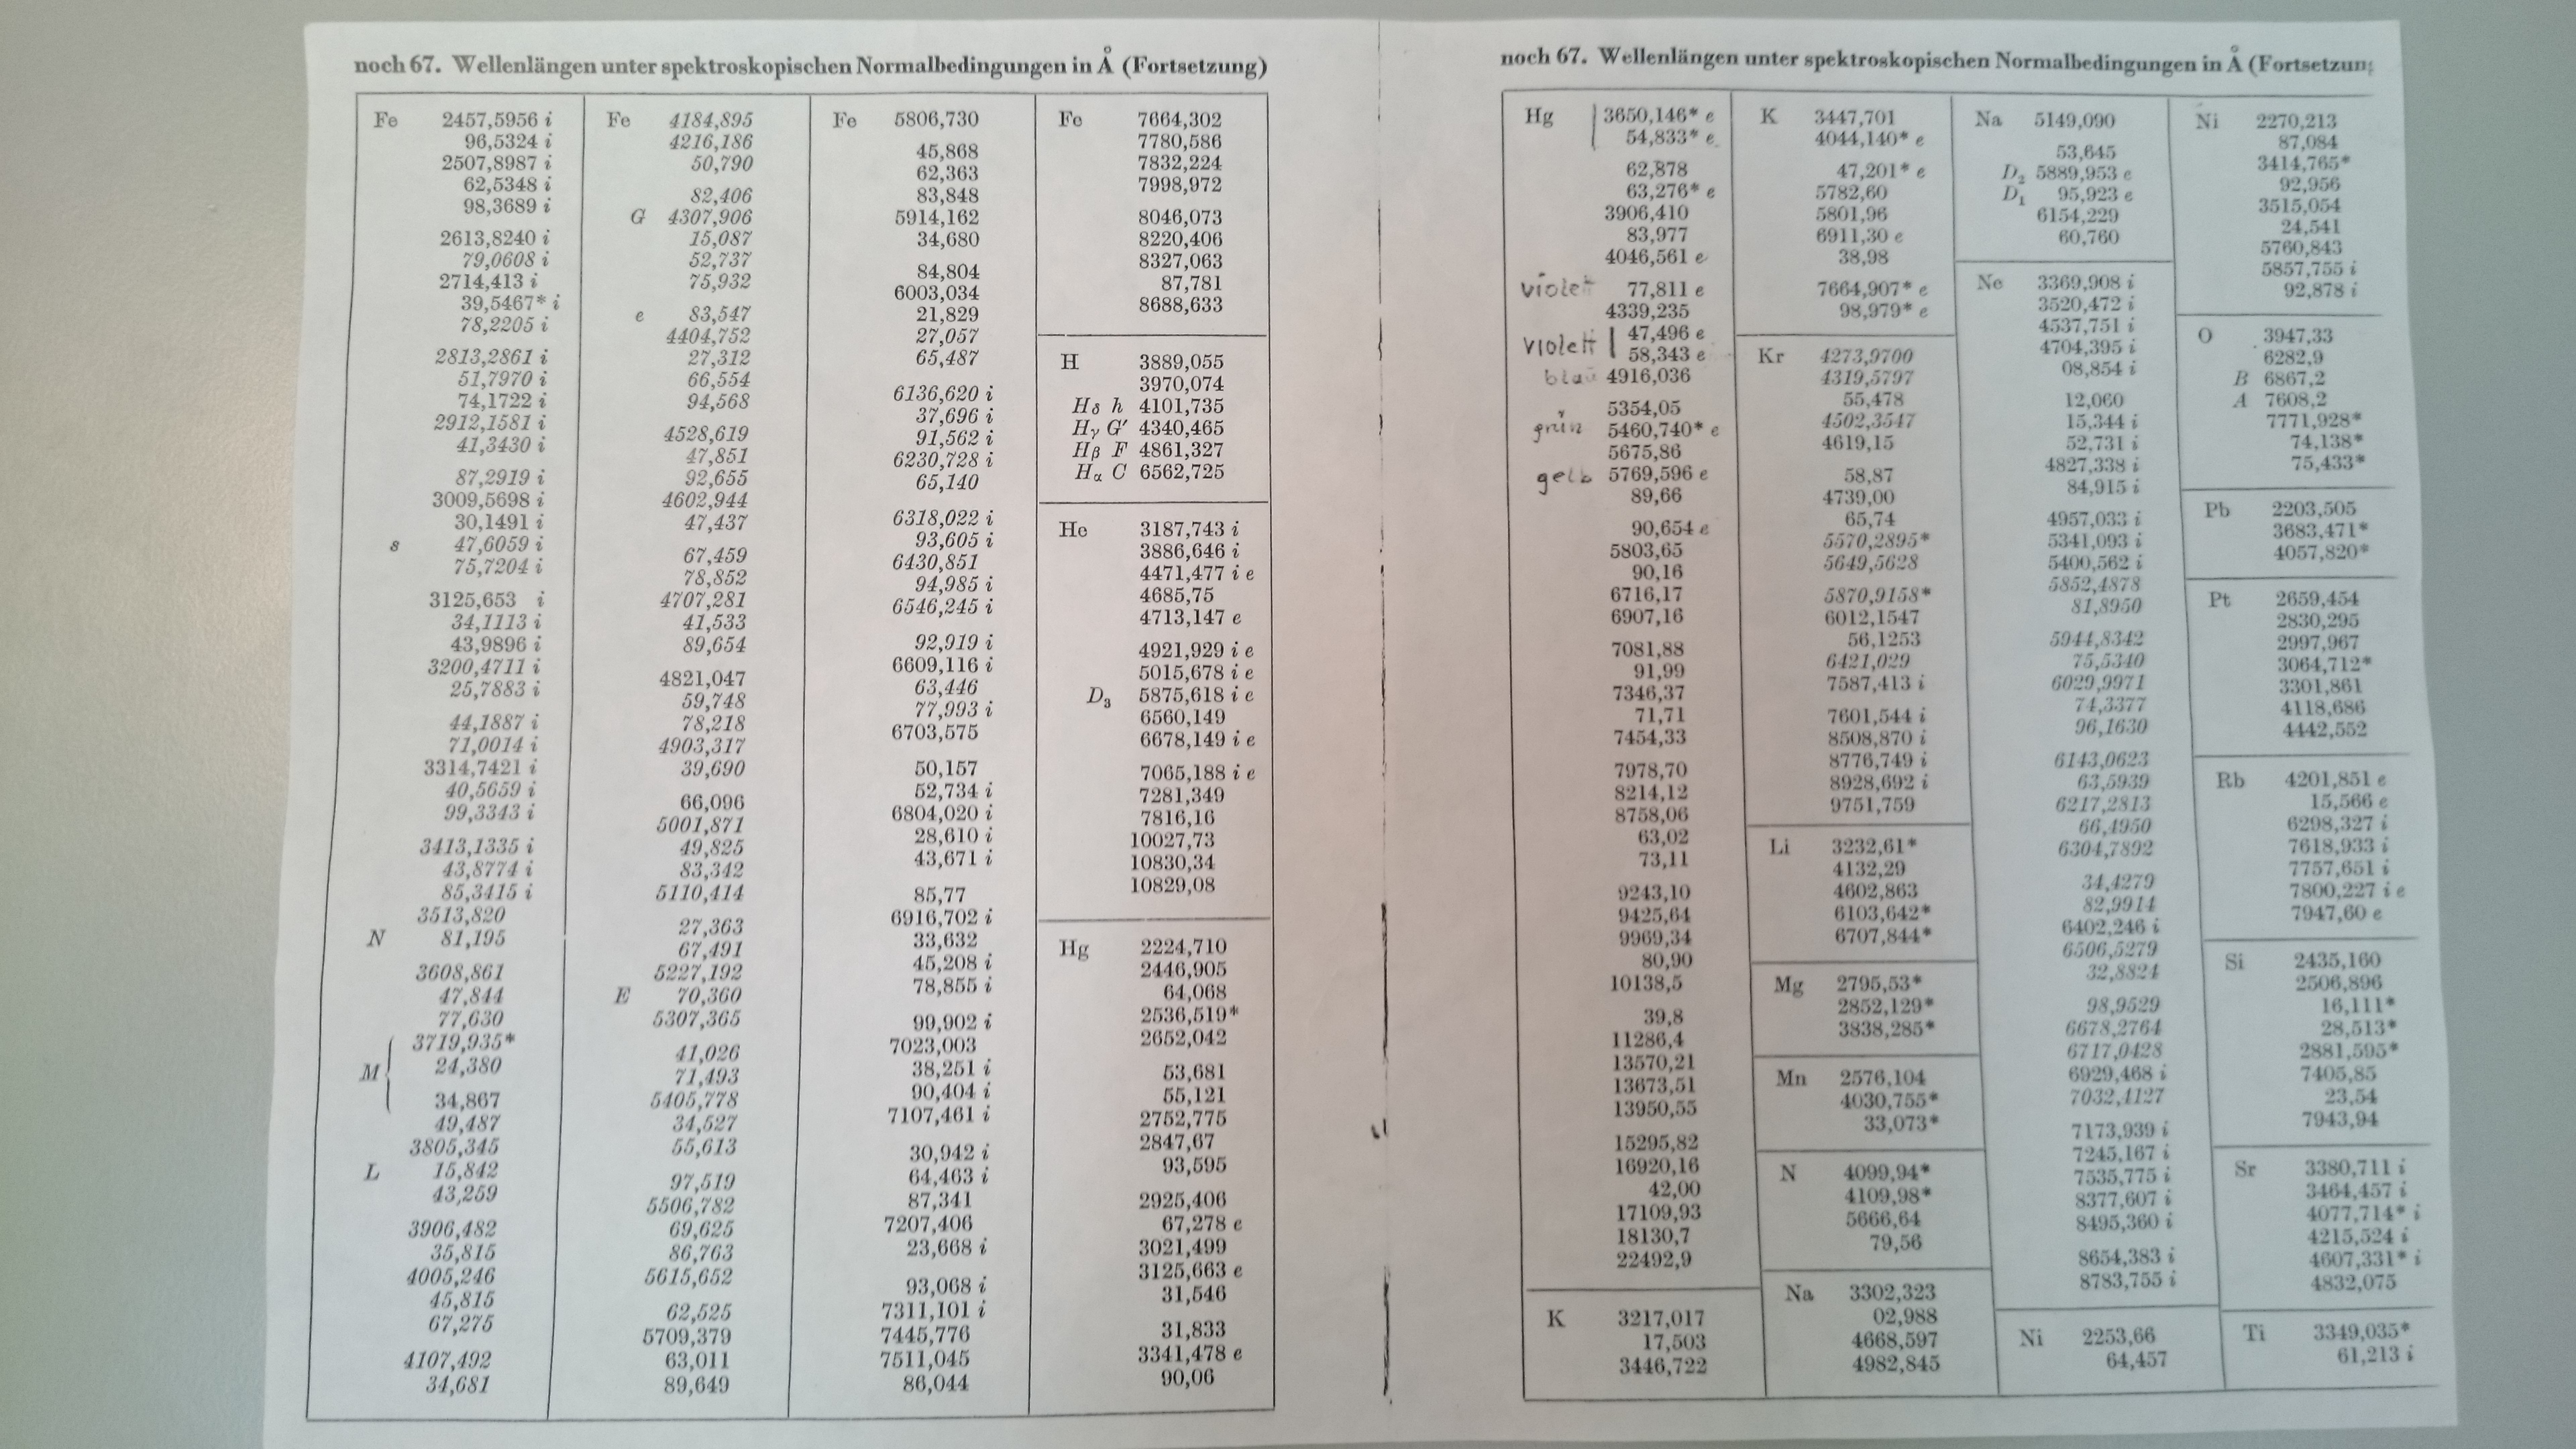 noch 67. Wellenlängen unter spektroskopischen Normalbedingungen in Å (Fortsetzung)
Fe 2457,5956 i
96,5324 i
2507,8987 i
62,5348 i
98,3689 i
2613,8240 i
79,0608 i
2714,413 i
39,5467* i
78,2205 i
2813,2861 i
51,7970 i
74,1722 i
2912,1581 i
41,3430 i
87,2919 i
3009,5698 i
30,1491 i
s 47,6059 i
75,7204 i
3125,653 i
34,1113 i
43,9896 i
3200,4711 i
25,7883 i
44,1887 i
71,0014 i
3314,7421 i
40,5659 i
99,3343 i
3413,1335 i
43,8774 i
85,3415 i
3513,820
N 81,195
3608,861
47,844
77,630
3719,935*
M 24,380
34,867
49,487
3805,345
L 15,842
43,259
3906,482
35,815
4005,246
45,815
67,275
4107,492
34,681
Fe 4184,895
4216,186
50,790
82,406
G 4307,906
15,087
52,737
75,932
e 83,547
4404,752
27,312
66,554
94,568
4528,619
47,851
92,655
4602,944
47,437
67,459
78,852
4707,281
41,533
89,654
4821,047
59,748
78,218
4903,317
39,690
66,096
5001,871
49,825
83,342
5110,414
27,363
67,491
5227,192
E 70,360
5307,365
41,026
71,493
5405,778
34,527
55,613
97,519
5506,782
69,625
86,763
5615,652
62,525
5709,379
63,011
89,649
Fe 5806,730
45,868
62,363
83,848
5914,162
34,680
84,804
6003,034
21,829
27,057
65,487
6136,620 i
37,696 i
91,562 i
6230,728 i
65,140
6318,022 i
93,605 i
6430,851
94,985 i
6546,245 i
92,919 i
6609,116 i
63,446
77,993 i
6703,575
50,157
52,734 i
6804,020 i
28,610 i
43,671 i
85,77
6916,702 i
33,632
45,208 i
78,855 i
99,902 i
7023,003
38,251 i
90,404 i
7107,461 i
30,942 i
64,463 i
87,341
7207,406
23,668 i
93,068 i
7311,101 i
7445,776
7511,045
86,044
Fe 7664,302
7780,586
7832,224
7998,972
8046,073
8220,406
8327,063
87,781
8688,633
H 3889,055
3970,074
Hδ h 4101,735
Hγ G′ 4340,465
Hβ F 4861,327
Hα C 6562,725
He 3187,743 i
3886,646 i
4471,477 i e
4685,75
4713,147 e
4921,929 i e
5015,678 i e
D₃ 5875,618 i e
6560,149
6678,149 i e
7065,188 i e
7281,349
7816,16
10027,73
10830,34
10829,08
Hg 2224,710
2446,905
64,068
2536,519*
2652,042
53,681
55,121
2752,775
2847,67
93,595
2925,406
67,278 e
3021,499
3125,663 e
31,546
31,833
3341,478 e
90,06
noch 67. Wellenlängen unter spektroskopischen Normalbedingungen in Å (Fortsetzun
Hg 3650,146* e
54,833* e
62,878
63,276* e
3906,410
83,977
4046,561 e
violett 77,811 e
4339,235
violett 47,496 e
58,343 e
blau 4916,036
5354,05
grün 5460,740* e
5675,86
gelb 5769,596 e
89,66
90,654 e
5803,65
90,16
6716,17
6907,16
7081,88
91,99
7346,37
71,71
7454,33
7978,70
8214,12
8758,06
63,02
73,11
9243,10
9425,64
9969,34
80,90
10138,5
39,8
11286,4
13570,21
13673,51
13950,55
15295,82
16920,16
42,00
17109,93
18130,7
22492,9
K 3217,017
17,503
3446,722
K 3447,701
4044,140* e
47,201* e
5782,60
5801,96
6911,30 e
38,98
7664,907* e
98,979* e
Kr 4273,9700
4319,5797
55,478
4502,3547
4619,15
58,87
4739,00
65,74
5570,2895*
5649,5628
5870,9158*
6012,1547
56,1253
6421,029
7587,413 i
7601,544 i
8508,870 i
8776,749 i
8928,692 i
9751,759
Li 3232,61*
4132,29
4602,863
6103,642*
6707,844*
Mg 2795,53*
2852,129*
3838,285*
Mn 2576,104
4030,755*
33,073*
N 4099,94*
4109,98*
5666,64
79,56
Na 3302,323
02,988
4668,597
4982,845
Na 5149,090
53,645
D₂ 5889,953 e
D₁ 95,923 e
6154,229
60,760
Ne 3369,908 i
3520,472 i
4537,751 i
4704,395 i
08,854 i
12,060
15,344 i
52,731 i
4827,338 i
84,915 i
4957,033 i
5341,093 i
5400,562 i
5852,4878
81,8950
5944,8342
75,5340
6029,9971
74,3377
96,1630
6143,0623
63,5939
6217,2813
66,4950
6304,7892
34,4279
82,9914
6402,246 i
6506,5279
32,8824
98,9529
6678,2764
6717,0428
6929,468 i
7032,4127
7173,939 i
7245,167 i
7535,775 i
8377,607 i
8495,360 i
8654,383 i
8783,755 i
Ni 2253,66
64,457
Ni 2270,213
87,084
3414,765*
92,956
3515,054
24,541
5760,843
5857,755 i
92,878 i
O 3947,33
6282,9
B 6867,2
A 7608,2
7771,928*
74,138*
75,433*
Pb 2203,505
3683,471*
4057,820*
Pt 2659,454
2830,295
2997,967
3064,712*
3301,861
4118,686
4442,552
Rb 4201,851 e
15,566 e
6298,327 i
7618,933 i
7757,651 i
7800,227 i e
7947,60 e
Si 2435,160
2506,896
16,111*
28,513*
2881,595*
7405,85
23,54
7943,94
Sr 3380,711 i
3464,457 i
4077,714* i
4215,524 i
4607,331* i
4832,075
Ti 3349,035*
61,213 i